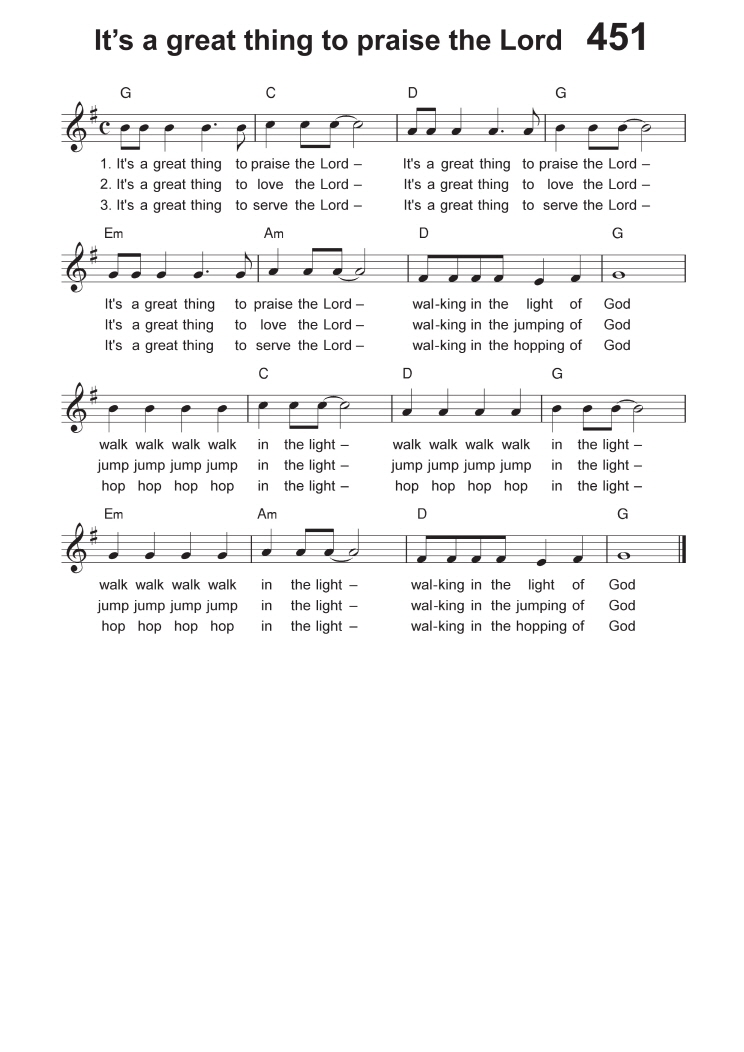 It’s a great thing to praise the Lord 451
G C D G
1. It's a great thing to praise the Lord – It's a great thing to praise the Lord –
2. It's a great thing to love the Lord – It's a great thing to love the Lord –
3. It's a great thing to serve the Lord – It's a great thing to serve the Lord –
Em Am D G
It's a great thing to praise the Lord – wal-king in the light of God
It's a great thing to love the Lord – wal-king in the jumping of God
It's a great thing to serve the Lord – wal-king in the hopping of God
C D G
walk walk walk walk in the light – walk walk walk walk in the light –
jump jump jump jump in the light – jump jump jump jump in the light –
hop hop hop hop in the light – hop hop hop hop in the light –
Em Am D G
walk walk walk walk in the light – wal-king in the light of God
jump jump jump jump in the light – wal-king in the jumping of God
hop hop hop hop in the light – wal-king in the hopping of God